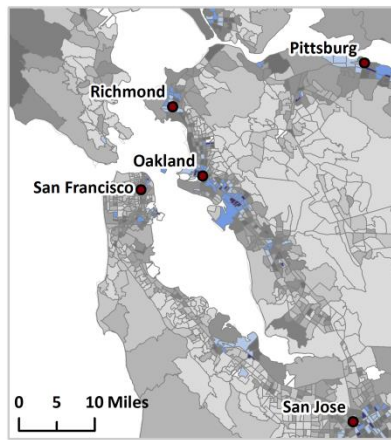 Pittsburg
Richmond
Oakland
San Francisco
San Jose
0 5 10 Miles